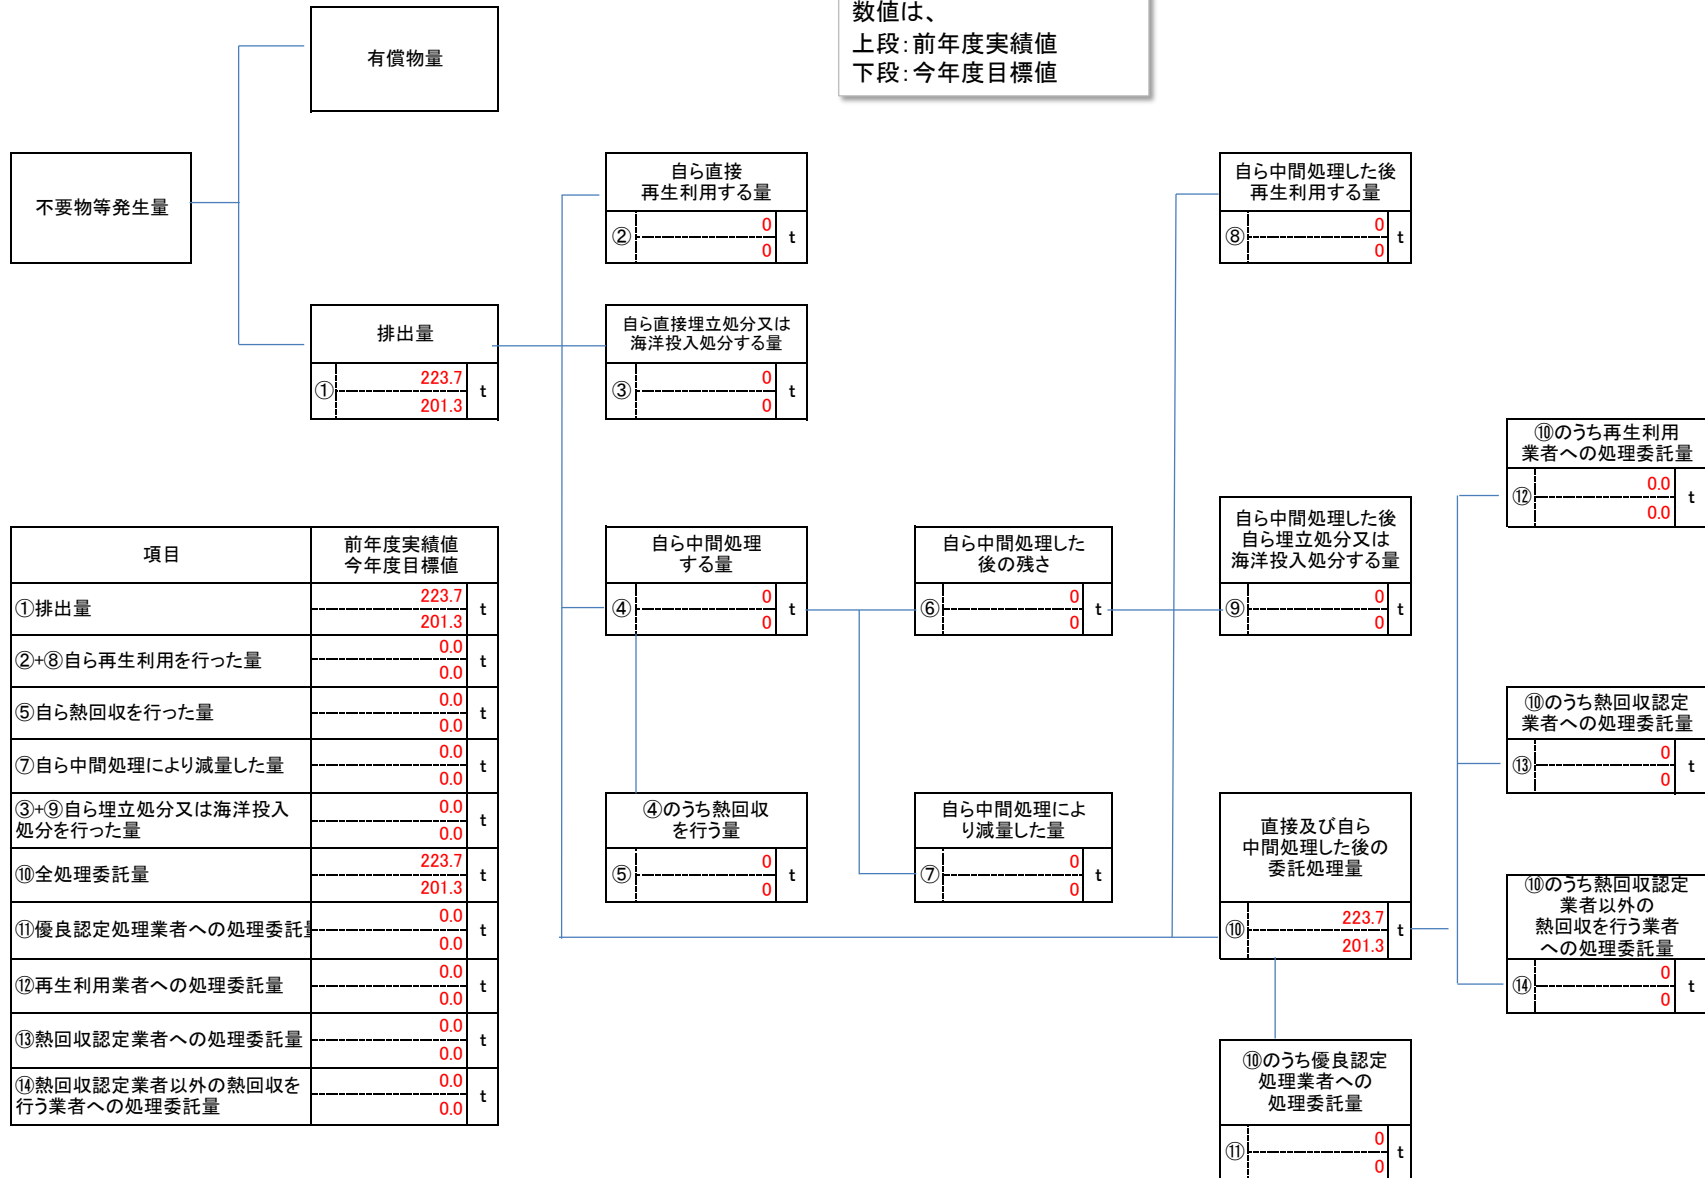 数値は、
上段:前年度実績値
下段:今年度目標値
有償物量
不要物等発生量
自ら直接
再生利用する量
②
0
0
t
自ら中間処理した後
再生利用する量
⑧
0
0
t
排出量
①
223.7
201.3
t
自ら直接埋立処分又は
海洋投入処分する量
③
0
0
t
⑩のうち再生利用
業者への処理委託量
⑫
0.0
0.0
t
自ら中間処理
する量
④
0
0
t
自ら中間処理した
後の残さ
⑥
0
0
t
自ら中間処理した後
自ら埋立処分又は
海洋投入処分する量
⑨
0
0
t
⑩のうち熱回収認定
業者への処理委託量
⑬
0
0
t
④のうち熱回収
を行う量
⑤
0
0
t
自ら中間処理によ
り減量した量
⑦
0
0
t
直接及び自ら
中間処理した後の
委託処理量
⑩
223.7
201.3
t
⑩のうち熱回収認定
業者以外の
熱回収を行う業者
への処理委託量
⑭
0
0
t
⑩のうち優良認定
処理業者への
処理委託量
⑪
0
0
t
項目
前年度実績値
今年度目標値
①排出量
223.7
201.3
t
②+⑧自ら再生利用を行った量
0.0
0.0
t
⑤自ら熱回収を行った量
0.0
0.0
t
⑦自ら中間処理により減量した量
0.0
0.0
t
③+⑨自ら埋立処分又は海洋投入
処分を行った量
0.0
0.0
t
⑩全処理委託量
223.7
201.3
t
⑪優良認定処理業者への処理委託
0.0
0.0
t
⑫再生利用業者への処理委託量
0.0
0.0
t
⑬熱回収認定業者への処理委託量
0.0
0.0
t
⑭熱回収認定業者以外の熱回収を
行う業者への処理委託量
0.0
0.0
t